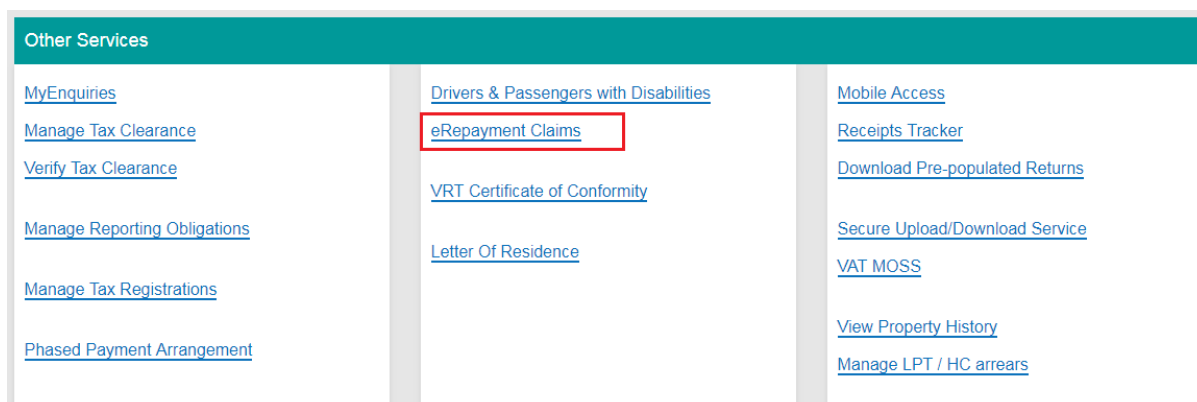 Other Services
MyEnquiries
Manage Tax Clearance
Verify Tax Clearance
Manage Reporting Obligations
Manage Tax Registrations
Phased Payment Arrangement
Drivers & Passengers with Disabilities
eRepayment Claims
VRT Certificate of Conformity
Letter Of Residence
Mobile Access
Receipts Tracker
Download Pre-populated Returns
Secure Upload/Download Service
VAT MOSS
View Property History
Manage LPT / HC arrears